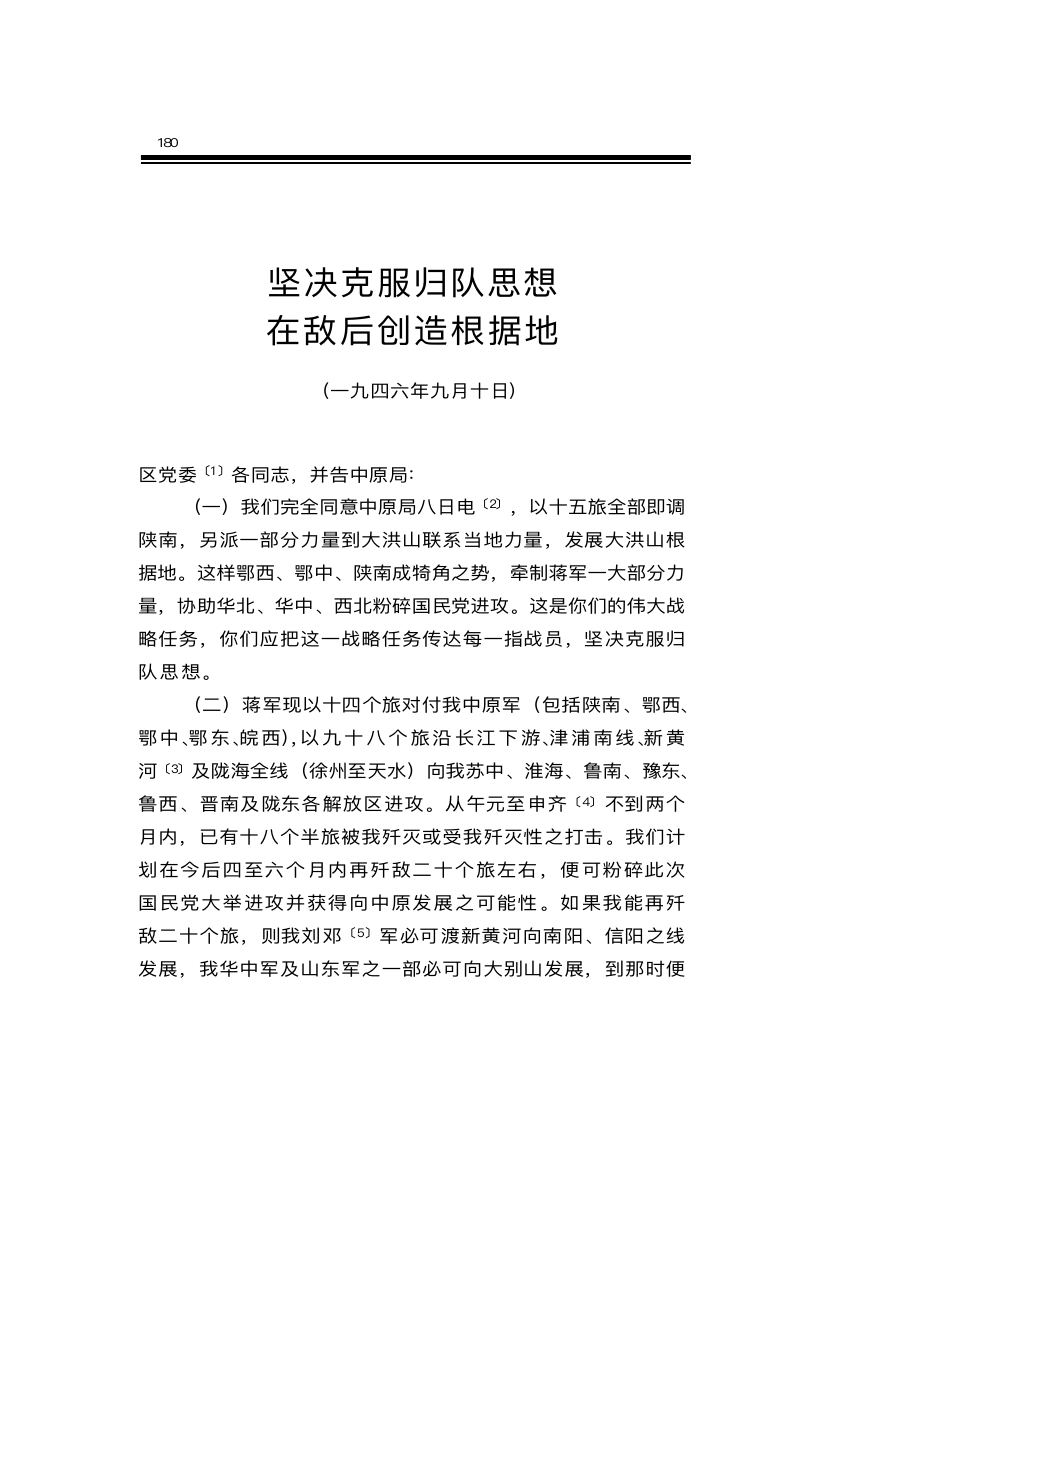 180
坚决克服归队思想
在敌后创造根据地
（一九四六年九月十日）
区党委〔1〕各同志，并告中原局：
（一）我们完全同意中原局八日电〔2〕，以十五旅全部即调
陕南，另派一部分力量到大洪山联系当地力量，发展大洪山根
据地。这样鄂西、鄂中、陕南成犄角之势，牵制蒋军一大部分力
量，协助华北、华中、西北粉碎国民党进攻。这是你们的伟大战
略任务，你们应把这一战略任务传达每一指战员，坚决克服归
队思想。
（二）蒋军现以十四个旅对付我中原军（包括陕南、鄂西、
鄂中、鄂东、皖西），以九十八个旅沿长江下游、津浦南线、新黄
河〔3〕及陇海全线（徐州至天水）向我苏中、淮海、鲁南、豫东、
鲁西、晋南及陇东各解放区进攻。从午元至申齐〔4〕不到两个
月内，已有十八个半旅被我歼灭或受我歼灭性之打击。我们计
划在今后四至六个月内再歼敌二十个旅左右，便可粉碎此次
国民党大举进攻并获得向中原发展之可能性。如果我能再歼
敌二十个旅，则我刘邓〔5〕军必可渡新黄河向南阳、信阳之线
发展，我华中军及山东军之一部必可向大别山发展，到那时便